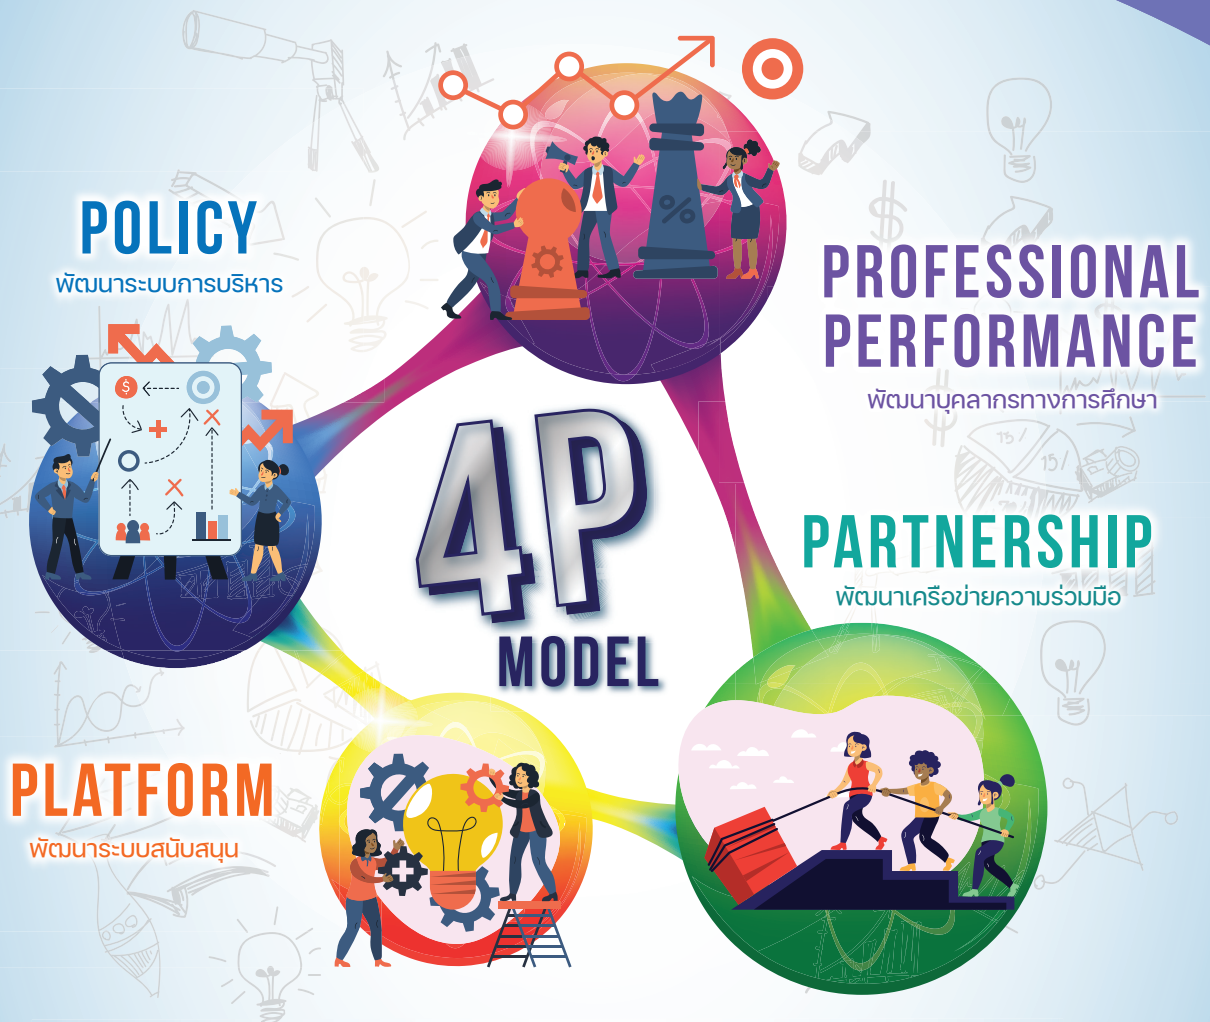 POLICY
พัฒนาระบบการบริหาร
%
PROFESSIONAL
PERFORMANCE
พัฒนาบุคลากรทางการศึกษา
$
$
4P
MODEL
15/
15/
PARTNERSHIP
พัฒนาเครือข่ายความร่วมมือ
PLATFORM
พัฒนาระบบสนับสนุน